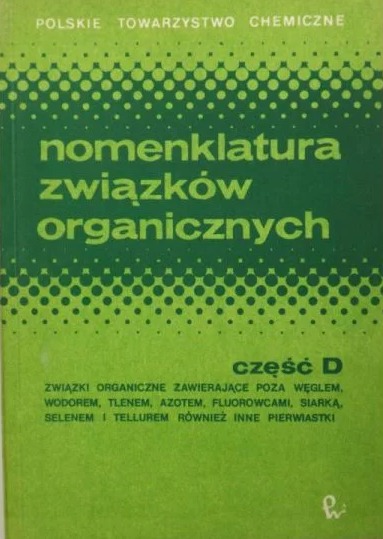 POLSKIE TOWARZYSTWO CHEMICZNE
nomenklatura
związków
organicznych
część D
ZWIĄZKI ORGANICZNE ZAWIERAJĄCE POZA WĘGLEM,
WODOREM, TLENEM, AZOTEM, FLUOROWCAMI, SIARKĄ,
SELENEM I TELLUREM RÓWNIEŻ INNE PIERWIASTKI